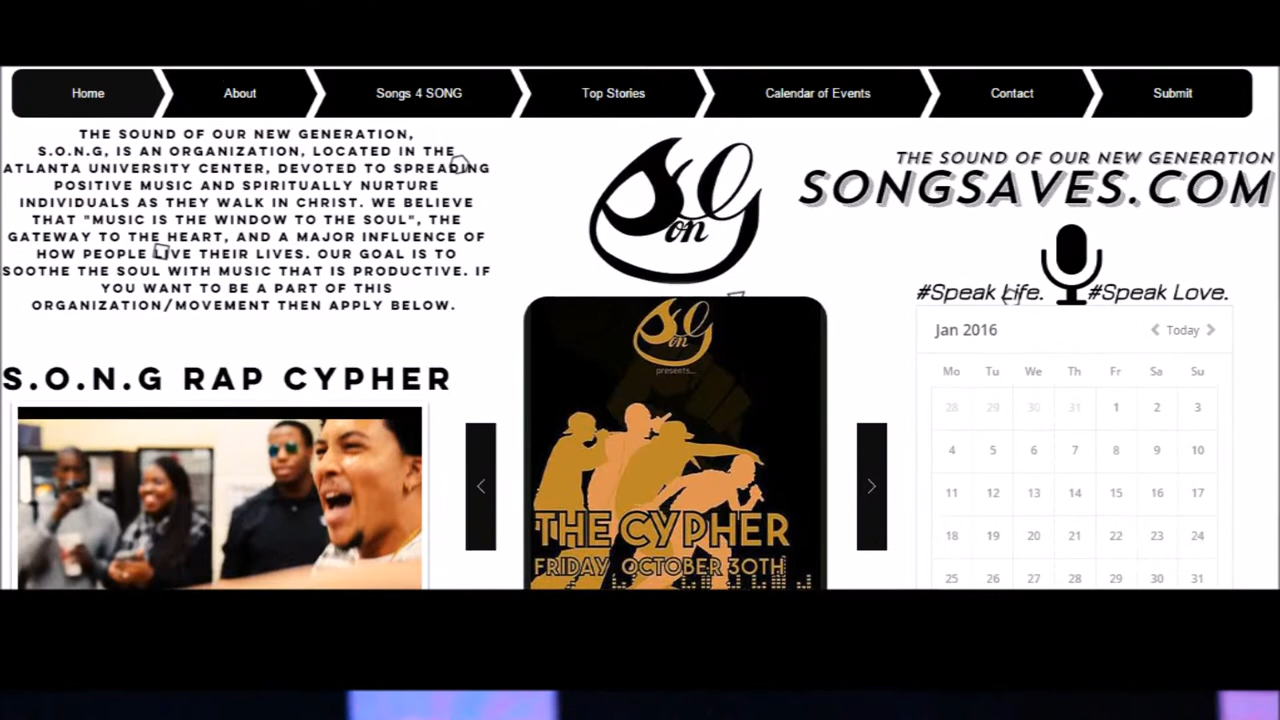 Home About Songs 4 SONG Top Stories Calendar of Events Contact Submit
THE SOUND OF OUR NEW GENERATION,
S.O.N.G, IS AN ORGANIZATION, LOCATED IN THE
ATLANTA UNIVERSITY CENTER, DEVOTED TO SPREADING
POSITIVE MUSIC AND SPIRITUALLY NURTURE
INDIVIDUALS AS THEY WALK IN CHRIST. WE BELIEVE
THAT "MUSIC IS THE WINDOW TO THE SOUL", THE
GATEWAY TO THE HEART, AND A MAJOR INFLUENCE OF
HOW PEOPLE LIVE THEIR LIVES. OUR GOAL IS TO
SOOTHE THE SOUL WITH MUSIC THAT IS PRODUCTIVE. IF
YOU WANT TO BE A PART OF THIS
ORGANIZATION/MOVEMENT THEN APPLY BELOW.
S.O.N.G RAP CYPHER
SonG
SonG
presents...
THE CYPHER
FRIDAY OCTOBER 30TH
THE SOUND OF OUR NEW GENERATION
SONGSAVES.COM
#Speak Life. #Speak Love.
Jan 2016 Today
Mo Tu We Th Fr Sa Su
28 29 30 31 1 2 3
4 5 6 7 8 9 10
11 12 13 14 15 16 17
18 19 20 21 22 23 24
25 26 27 28 29 30 31